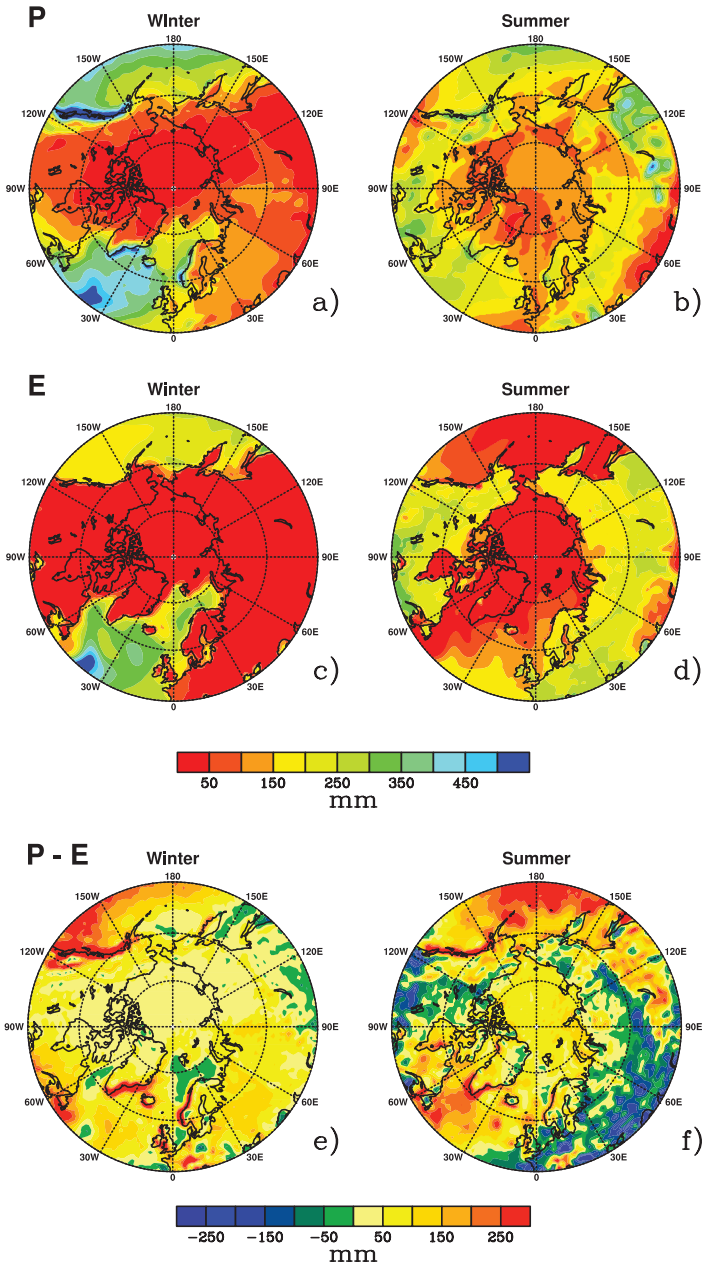 P
Winter
Summer
180
150W
150E
120W
120E
90W
90E
60W
60E
30W
30E
0
a)
180
150W
150E
120W
120E
90W
90E
60W
60E
30W
30E
0
b)
E
Winter
Summer
180
150W
150E
120W
120E
90W
90E
60W
60E
30W
30E
0
c)
180
150W
150E
120W
120E
90W
90E
60W
60E
30W
30E
0
d)
50 150 250 350 450
mm
P - E
Winter
Summer
180
150W
150E
120W
120E
90W
90E
60W
60E
30W
30E
0
e)
180
150W
150E
120W
120E
90W
90E
60W
60E
30W
30E
0
f)
-250 -150 -50 50 150 250
mm